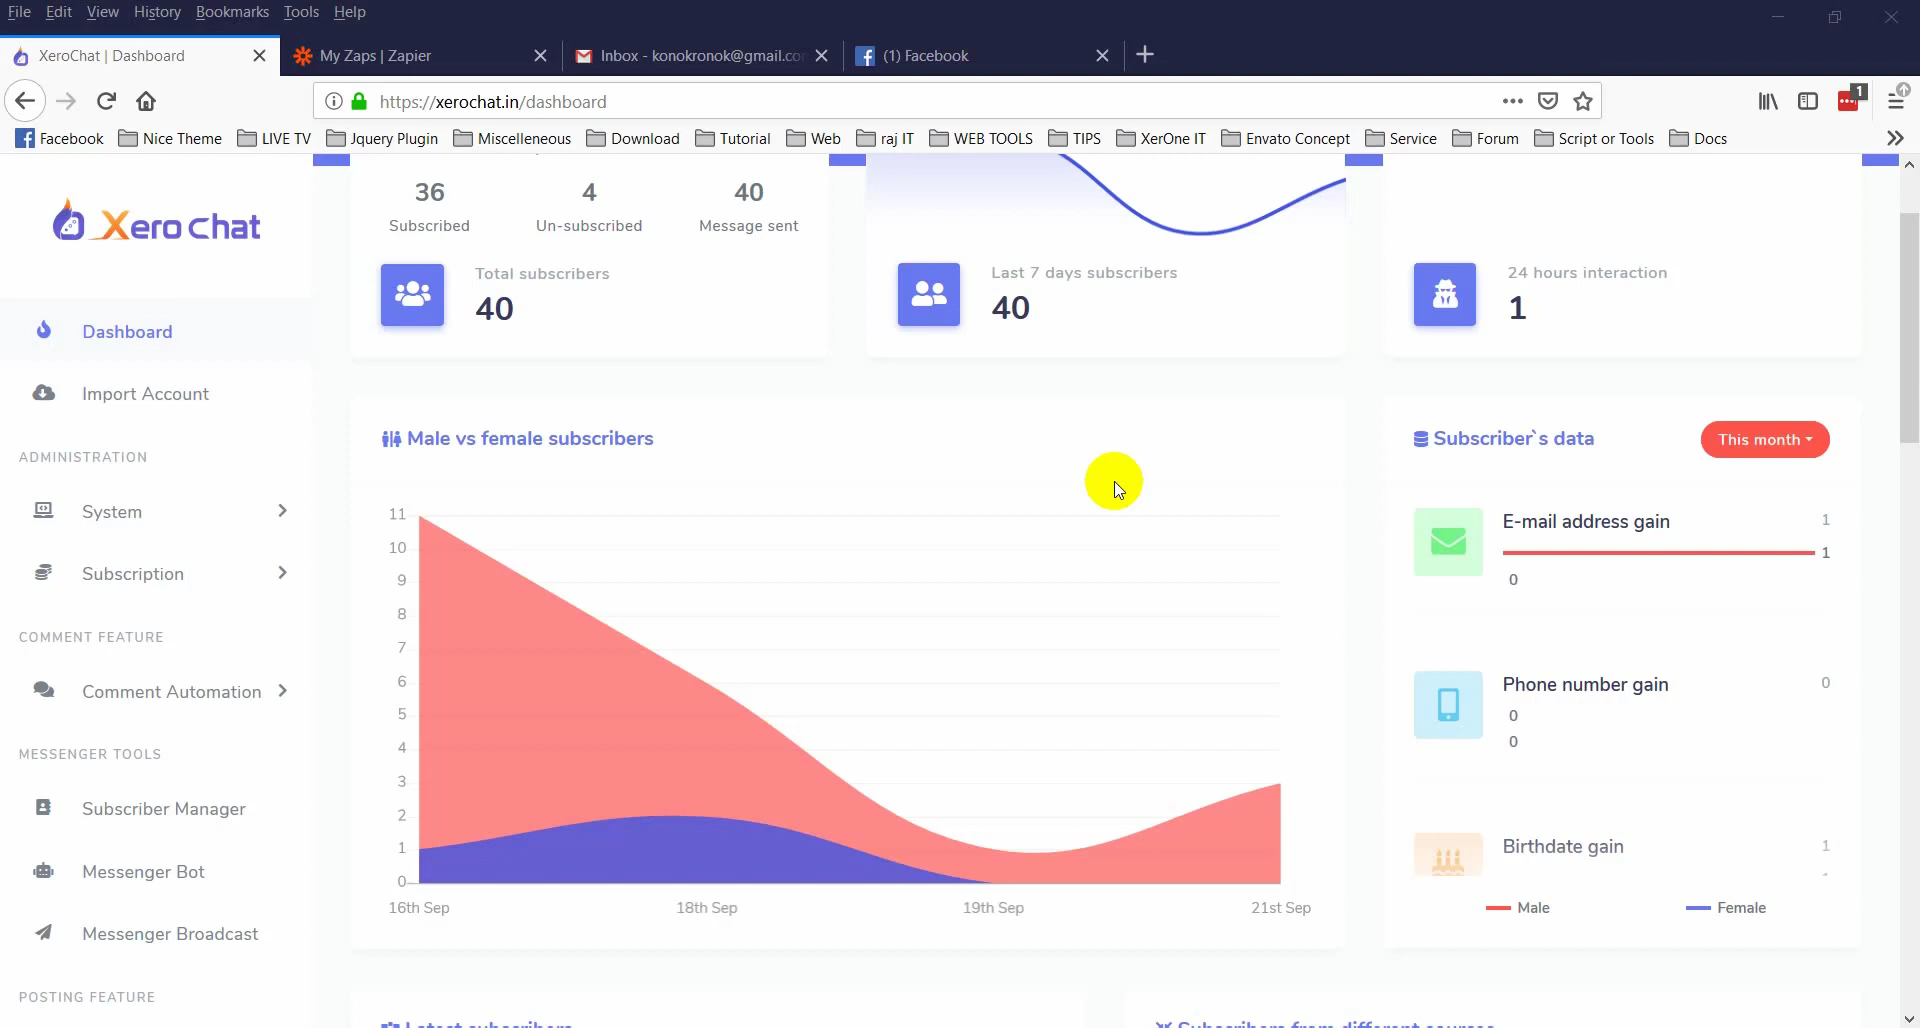 File Edit View History Bookmarks Tools Help
XeroChat | Dashboard
My Zaps | Zapier
Inbox - konokronok@gmail.co
(1) Facebook
https://xerochat.in/dashboard
1
Facebook Nice Theme LIVE TV Jquery Plugin Miscelleneous Download Tutorial Web raj IT WEB TOOLS TIPS XerOne IT Envato Concept Service Forum Script or Tools Docs
Xero chat
Dashboard
Import Account
ADMINISTRATION
System
Subscription
COMMENT FEATURE
Comment Automation
MESSENGER TOOLS
Subscriber Manager
Messenger Bot
Messenger Broadcast
POSTING FEATURE
36 4 40
Subscribed Un-subscribed Message sent
Total subscribers
40
Last 7 days subscribers
40
24 hours interaction
1
Male vs female subscribers
11
10
9
8
7
6
5
4
3
2
1
0
16th Sep 18th Sep 19th Sep 21st Sep
Subscriber`s data
This month
E-mail address gain 1
1
0
Phone number gain 0
0
0
Birthdate gain 1
Male Female
Latest subscribers
Subscribers from different sources